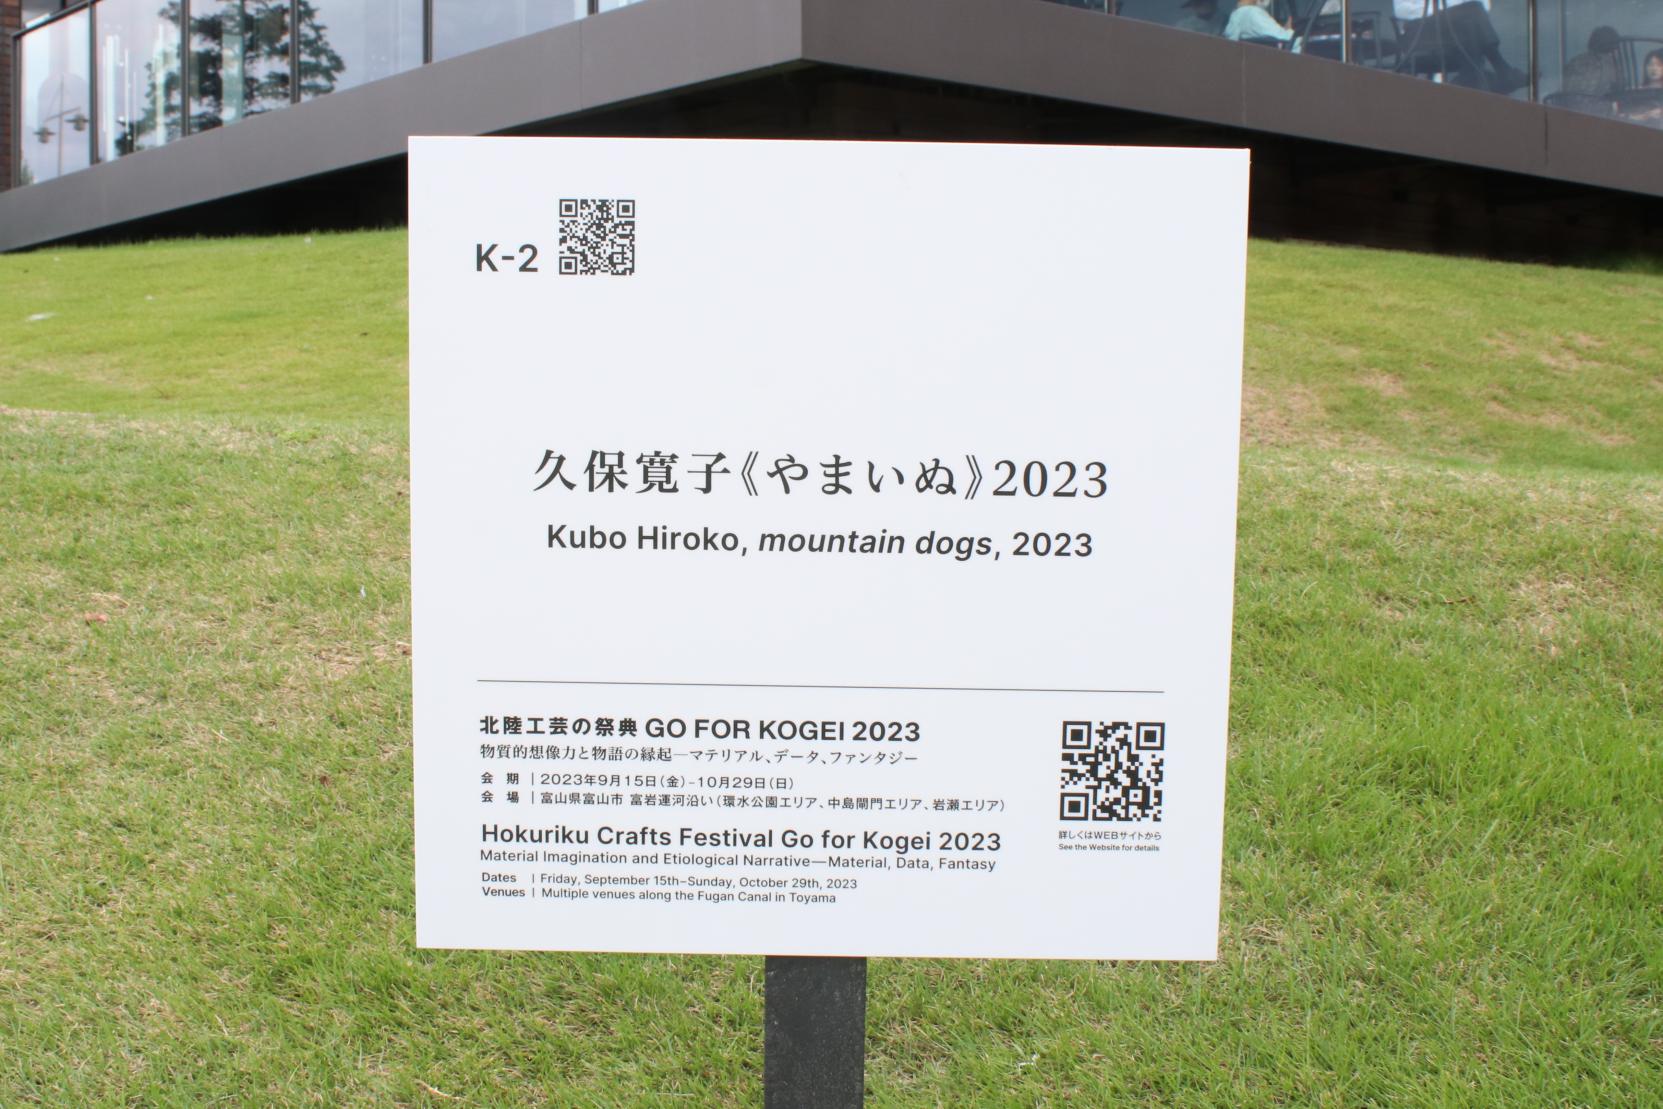 K-2
久保寛子《やまいぬ》2023
Kubo Hiroko, mountain dogs, 2023
北陸工芸の祭典 GO FOR KOGEI 2023
物質的想像力と物語の縁起—マテリアル、データ、ファンタジー
会期 | 2023年9月15日(金)-10月29日(日)
会場 | 富山県富山市 富岩運河沿い(環水公園エリア、中島閘門エリア、岩瀬エリア)
Hokuriku Crafts Festival Go for Kogei 2023
Material Imagination and Etiological Narrative—Material, Data, Fantasy
Dates | Friday, September 15th–Sunday, October 29th, 2023
Venues | Multiple venues along the Fugan Canal in Toyama
詳しくはWEBサイトから
See the Website for details